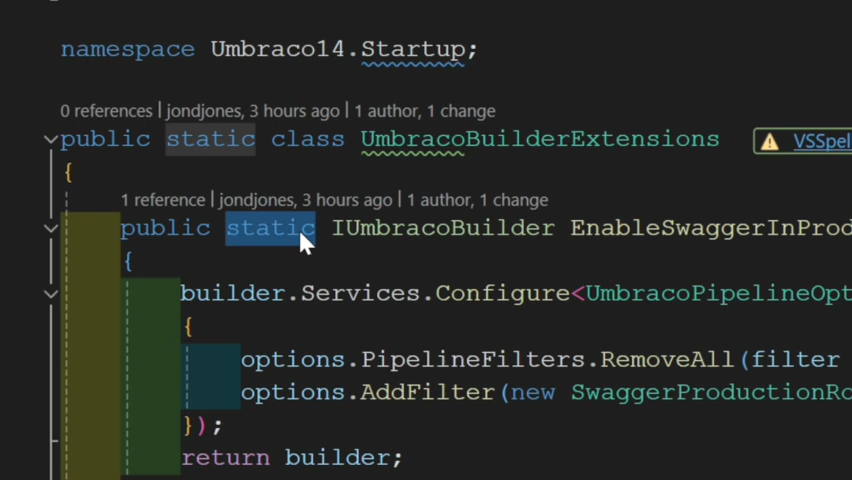 namespace Umbraco14.Startup;
0 references | jondjones, 3 hours ago | 1 author, 1 change
public static class UmbracoBuilderExtensions
{
1 reference | jondjones, 3 hours ago | 1 author, 1 change
public static IUmbracoBuilder EnableSwaggerInProd
{
builder.Services.Configure<UmbracoPipelineOpt
{
options.PipelineFilters.RemoveAll(filter
options.AddFilter(new SwaggerProductionRo
});
return builder;
VSSpell